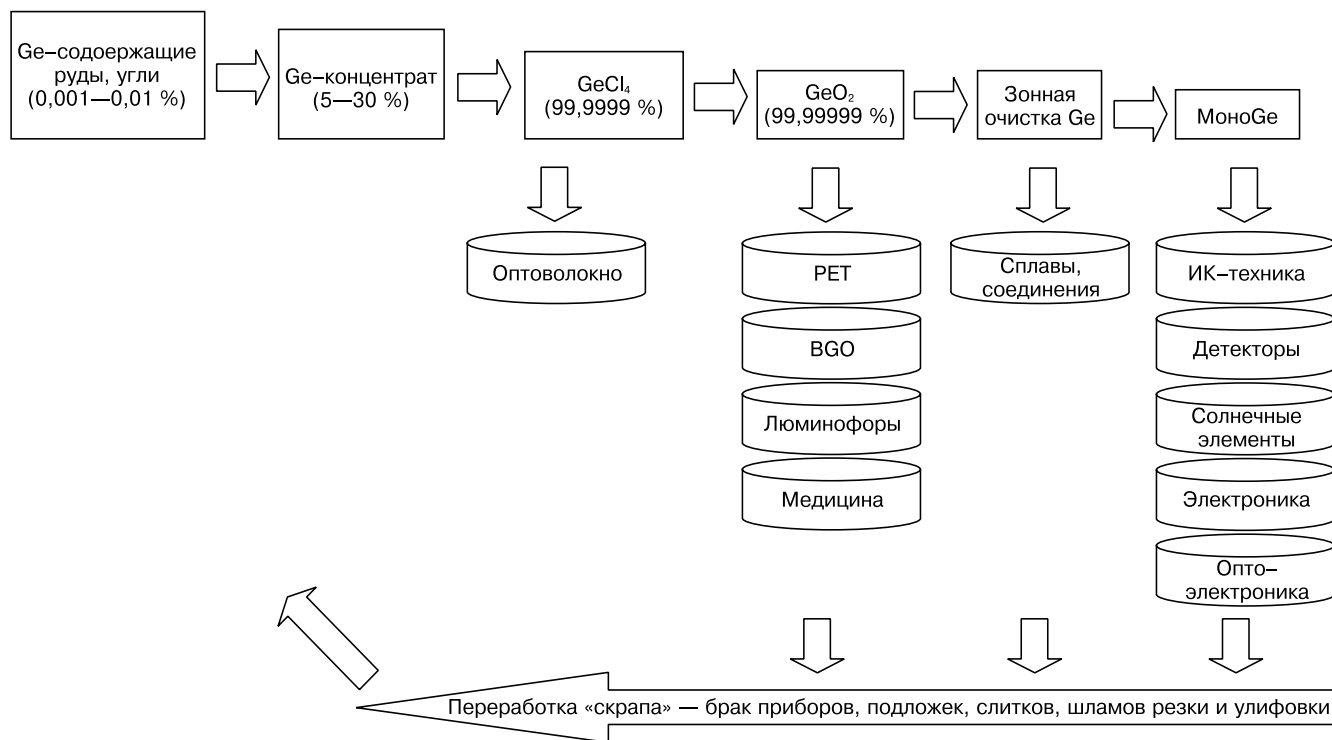 Ge–содоержащие
руды, угли
(0,001—0,01 %)
Ge–концентрат
(5—30 %)
GeCl₄
(99,9999 %)
GeO₂
(99,99999 %)
Зонная
очистка Ge
МоноGe
Оптоволокно
PET
BGO
Люминофоры
Медицина
Сплавы,
соединения
ИК–техника
Детекторы
Солнечные
элементы
Электроника
Опто–
электроника
Переработка «скрапа» — брак приборов, подложек, слитков, шламов резки и улифовки